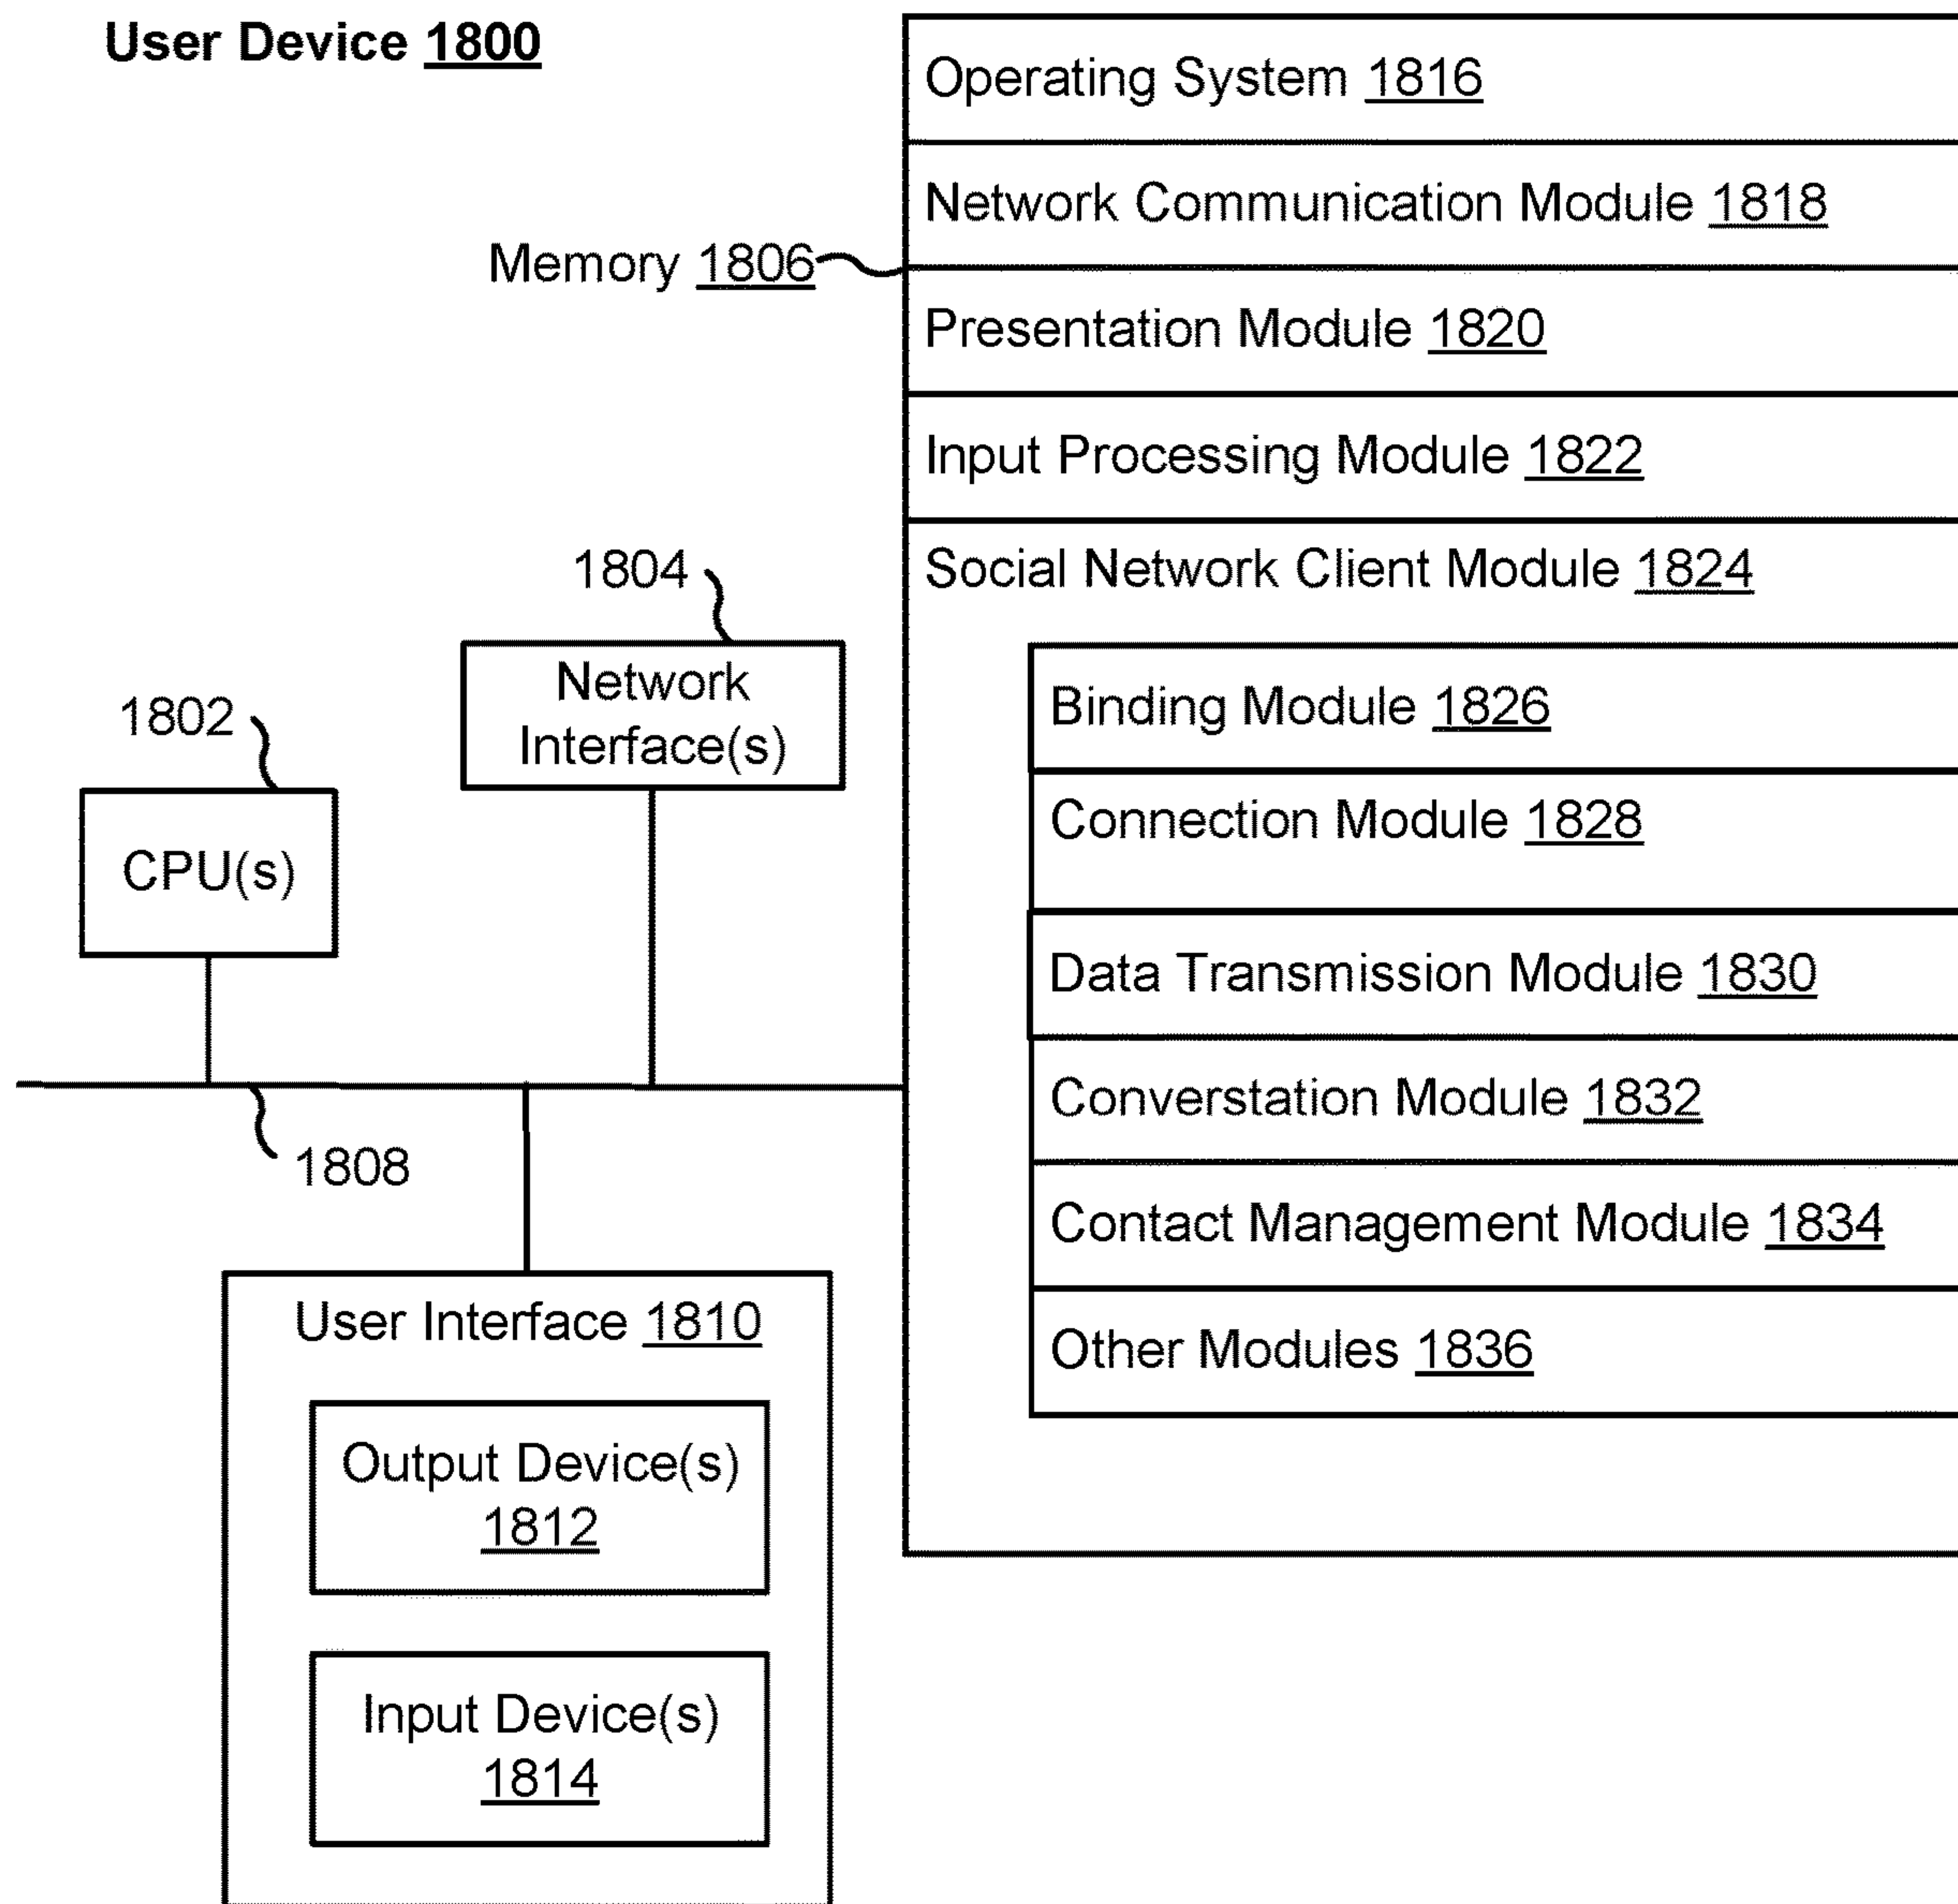 User Device 1800
Operating System 1816
Network Communication Module 1818
Memory 1806
Presentation Module 1820
Input Processing Module 1822
Social Network Client Module 1824
1804
Network
Interface(s)
1802
CPU(s)
Binding Module 1826
Connection Module 1828
Data Transmission Module 1830
Converstation Module 1832
1808
Contact Management Module 1834
Other Modules 1836
User Interface 1810
Output Device(s)
1812
Input Device(s)
1814